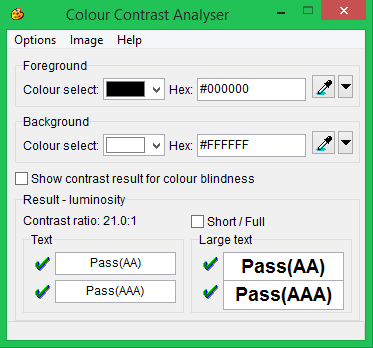 Colour Contrast Analyser
Options Image Help
Foreground
Colour select: Hex: #000000
Background
Colour select: Hex: #FFFFFF
Show contrast result for colour blindness
Result - luminosity
Contrast ratio: 21.0:1 Short / Full
Text Large text
Pass(AA) Pass(AA)
Pass(AAA) Pass(AAA)